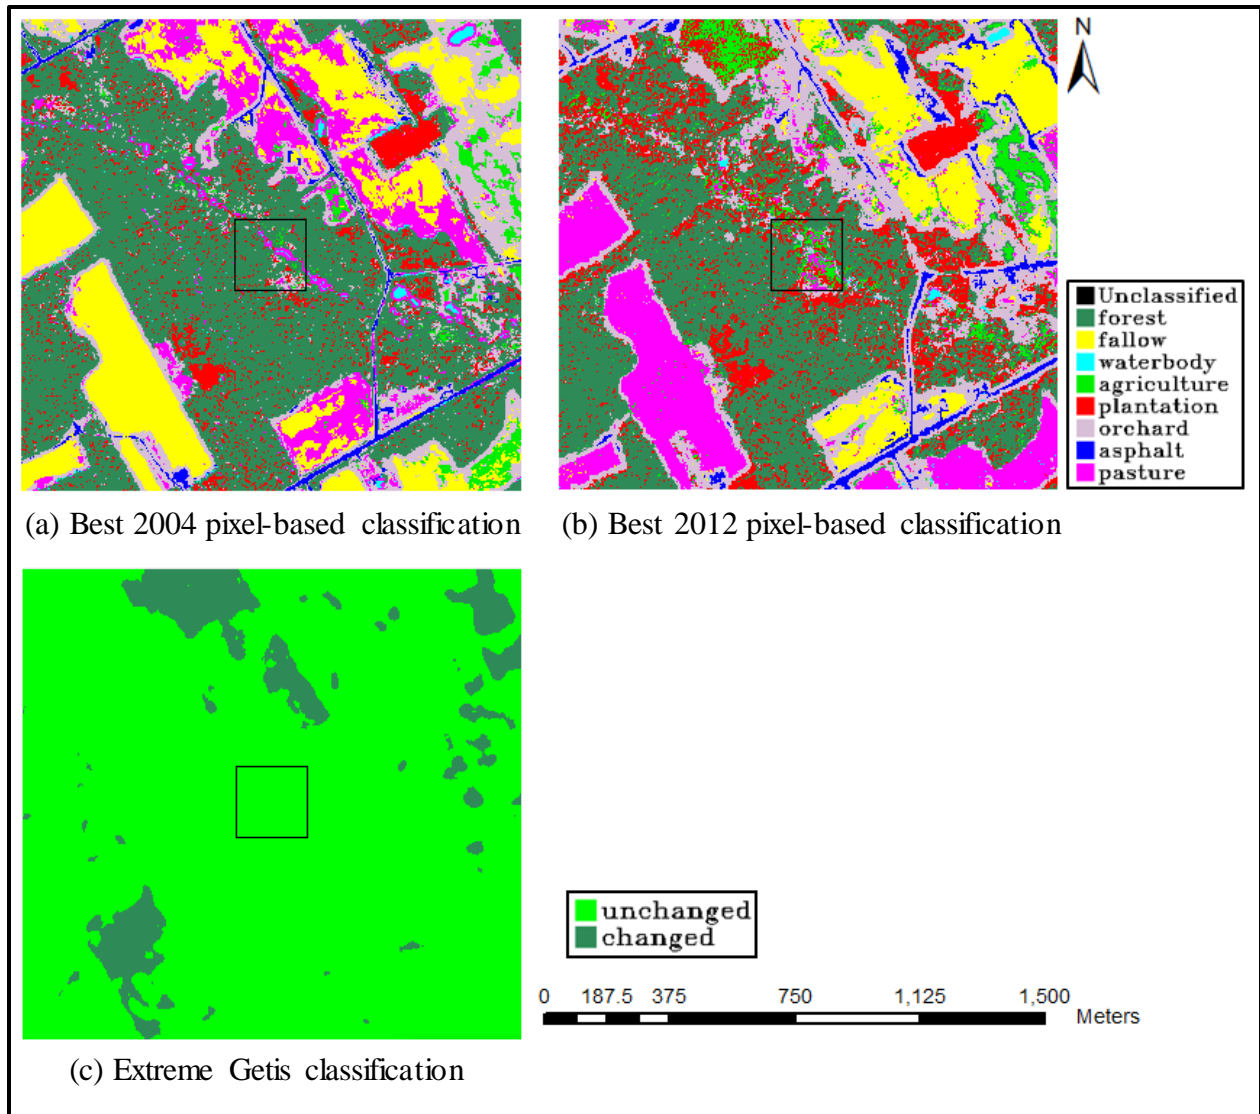 N
Unclassified
forest
fallow
waterbody
agriculture
plantation
orchard
asphalt
pasture
(a) Best 2004 pixel-based classification
(b) Best 2012 pixel-based classification
unchanged
changed
0 187.5 375 750 1,125 1,500
Meters
(c) Extreme Getis classification